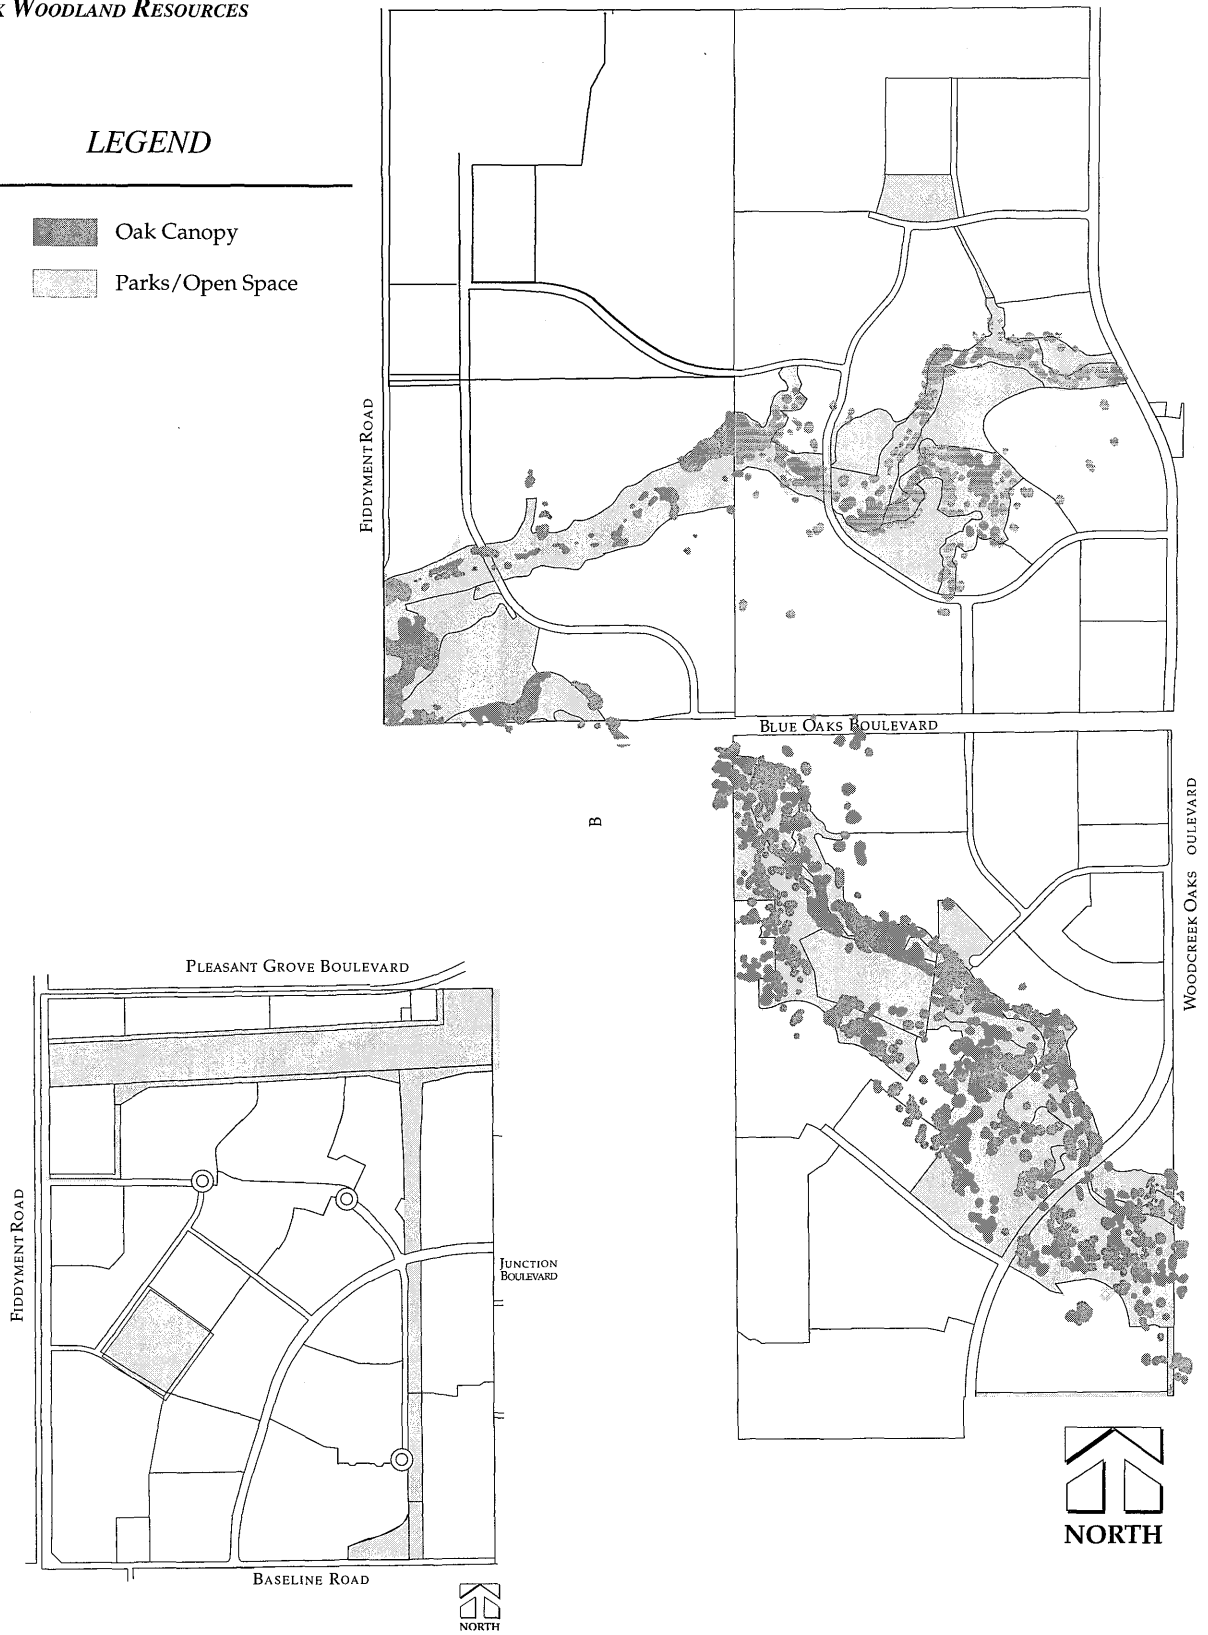 WOODLAND RESOURCES
LEGEND
Oak Canopy
Parks/Open Space
FIDDYMENT ROAD
BLUE OAKS BOULEVARD
B
WOODCREEK OAKS OULEVARD
PLEASANT GROVE BOULEVARD
FIDDYMENT ROAD
JUNCTION
BOULEVARD
BASELINE ROAD
NORTH
NORTH